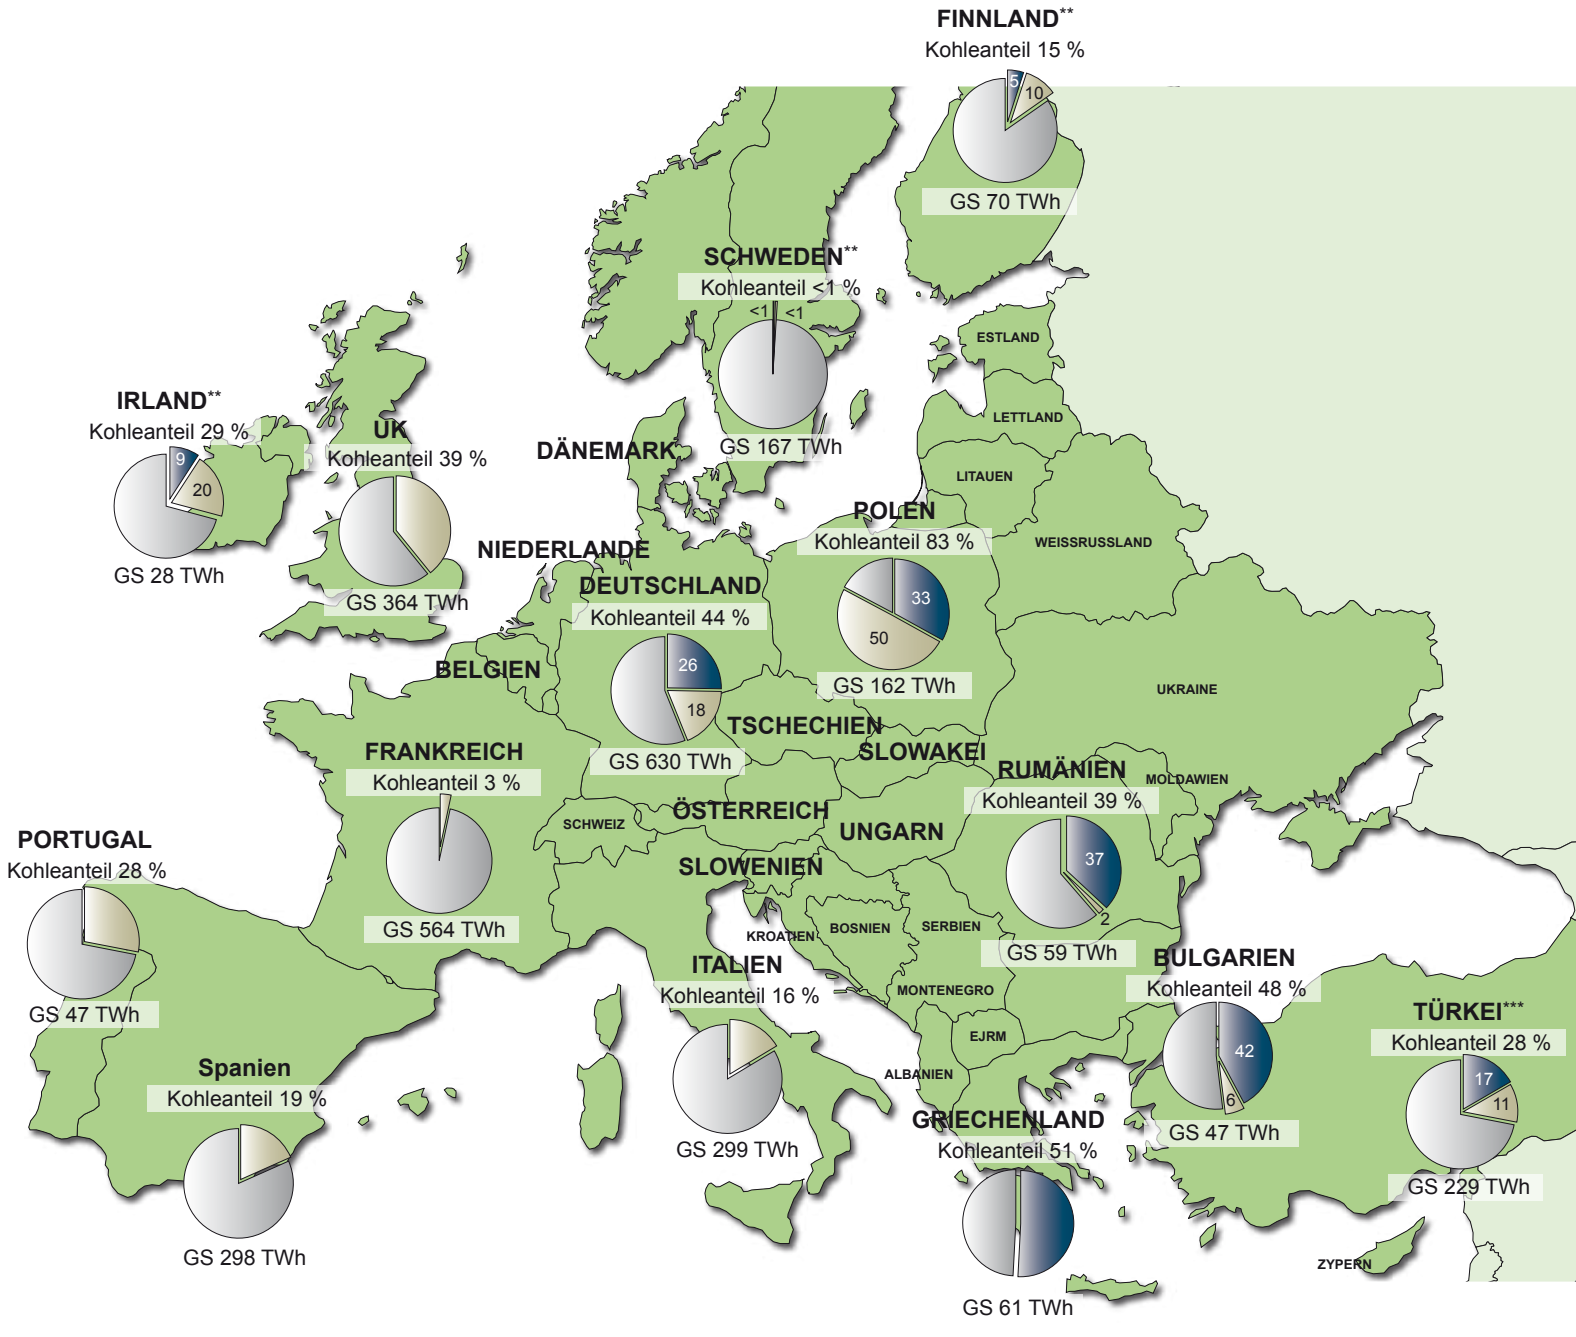 FINNLAND**
Kohleanteil 15 %
5
10
GS 70 TWh
SCHWEDEN**
Kohleanteil <1 %
<1
<1
GS 167 TWh
ESTLAND
LETTLAND
LITAUEN
WEISSRUSSLAND
IRLAND**
Kohleanteil 29 %
9
20
GS 28 TWh
UK
Kohleanteil 39 %
GS 364 TWh
DÄNEMARK
NIEDERLANDE
DEUTSCHLAND
Kohleanteil 44 %
26
18
GS 630 TWh
POLEN
Kohleanteil 83 %
33
50
GS 162 TWh
BELGIEN
UKRAINE
TSCHECHIEN
SLOWAKEI
FRANKREICH
Kohleanteil 3 %
GS 564 TWh
RUMÄNIEN
Kohleanteil 39 %
37
2
GS 59 TWh
MOLDAWIEN
SCHWEIZ
ÖSTERREICH
UNGARN
SLOWENIEN
PORTUGAL
Kohleanteil 28 %
GS 47 TWh
KROATIEN
BOSNIEN
SERBIEN
MONTENEGRO
EJRM
ALBANIEN
ITALIEN
Kohleanteil 16 %
GS 299 TWh
BULGARIEN
Kohleanteil 48 %
42
6
GS 47 TWh
TÜRKEI***
Kohleanteil 28 %
17
11
GS 229 TWh
Spanien
Kohleanteil 19 %
GS 298 TWh
GRIECHENLAND
Kohleanteil 51 %
GS 61 TWh
ZYPERN